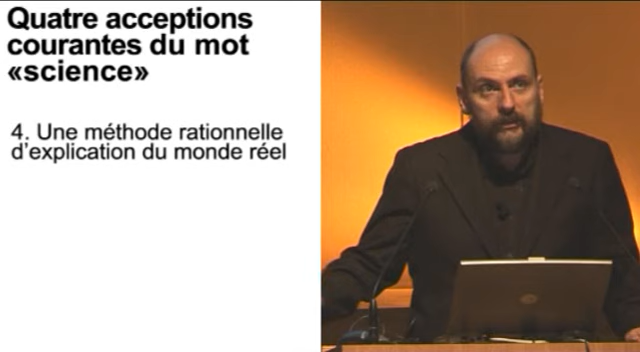 Quatre acceptions
courantes du mot
«science»
4. Une méthode rationnelle
d'explication du monde réel